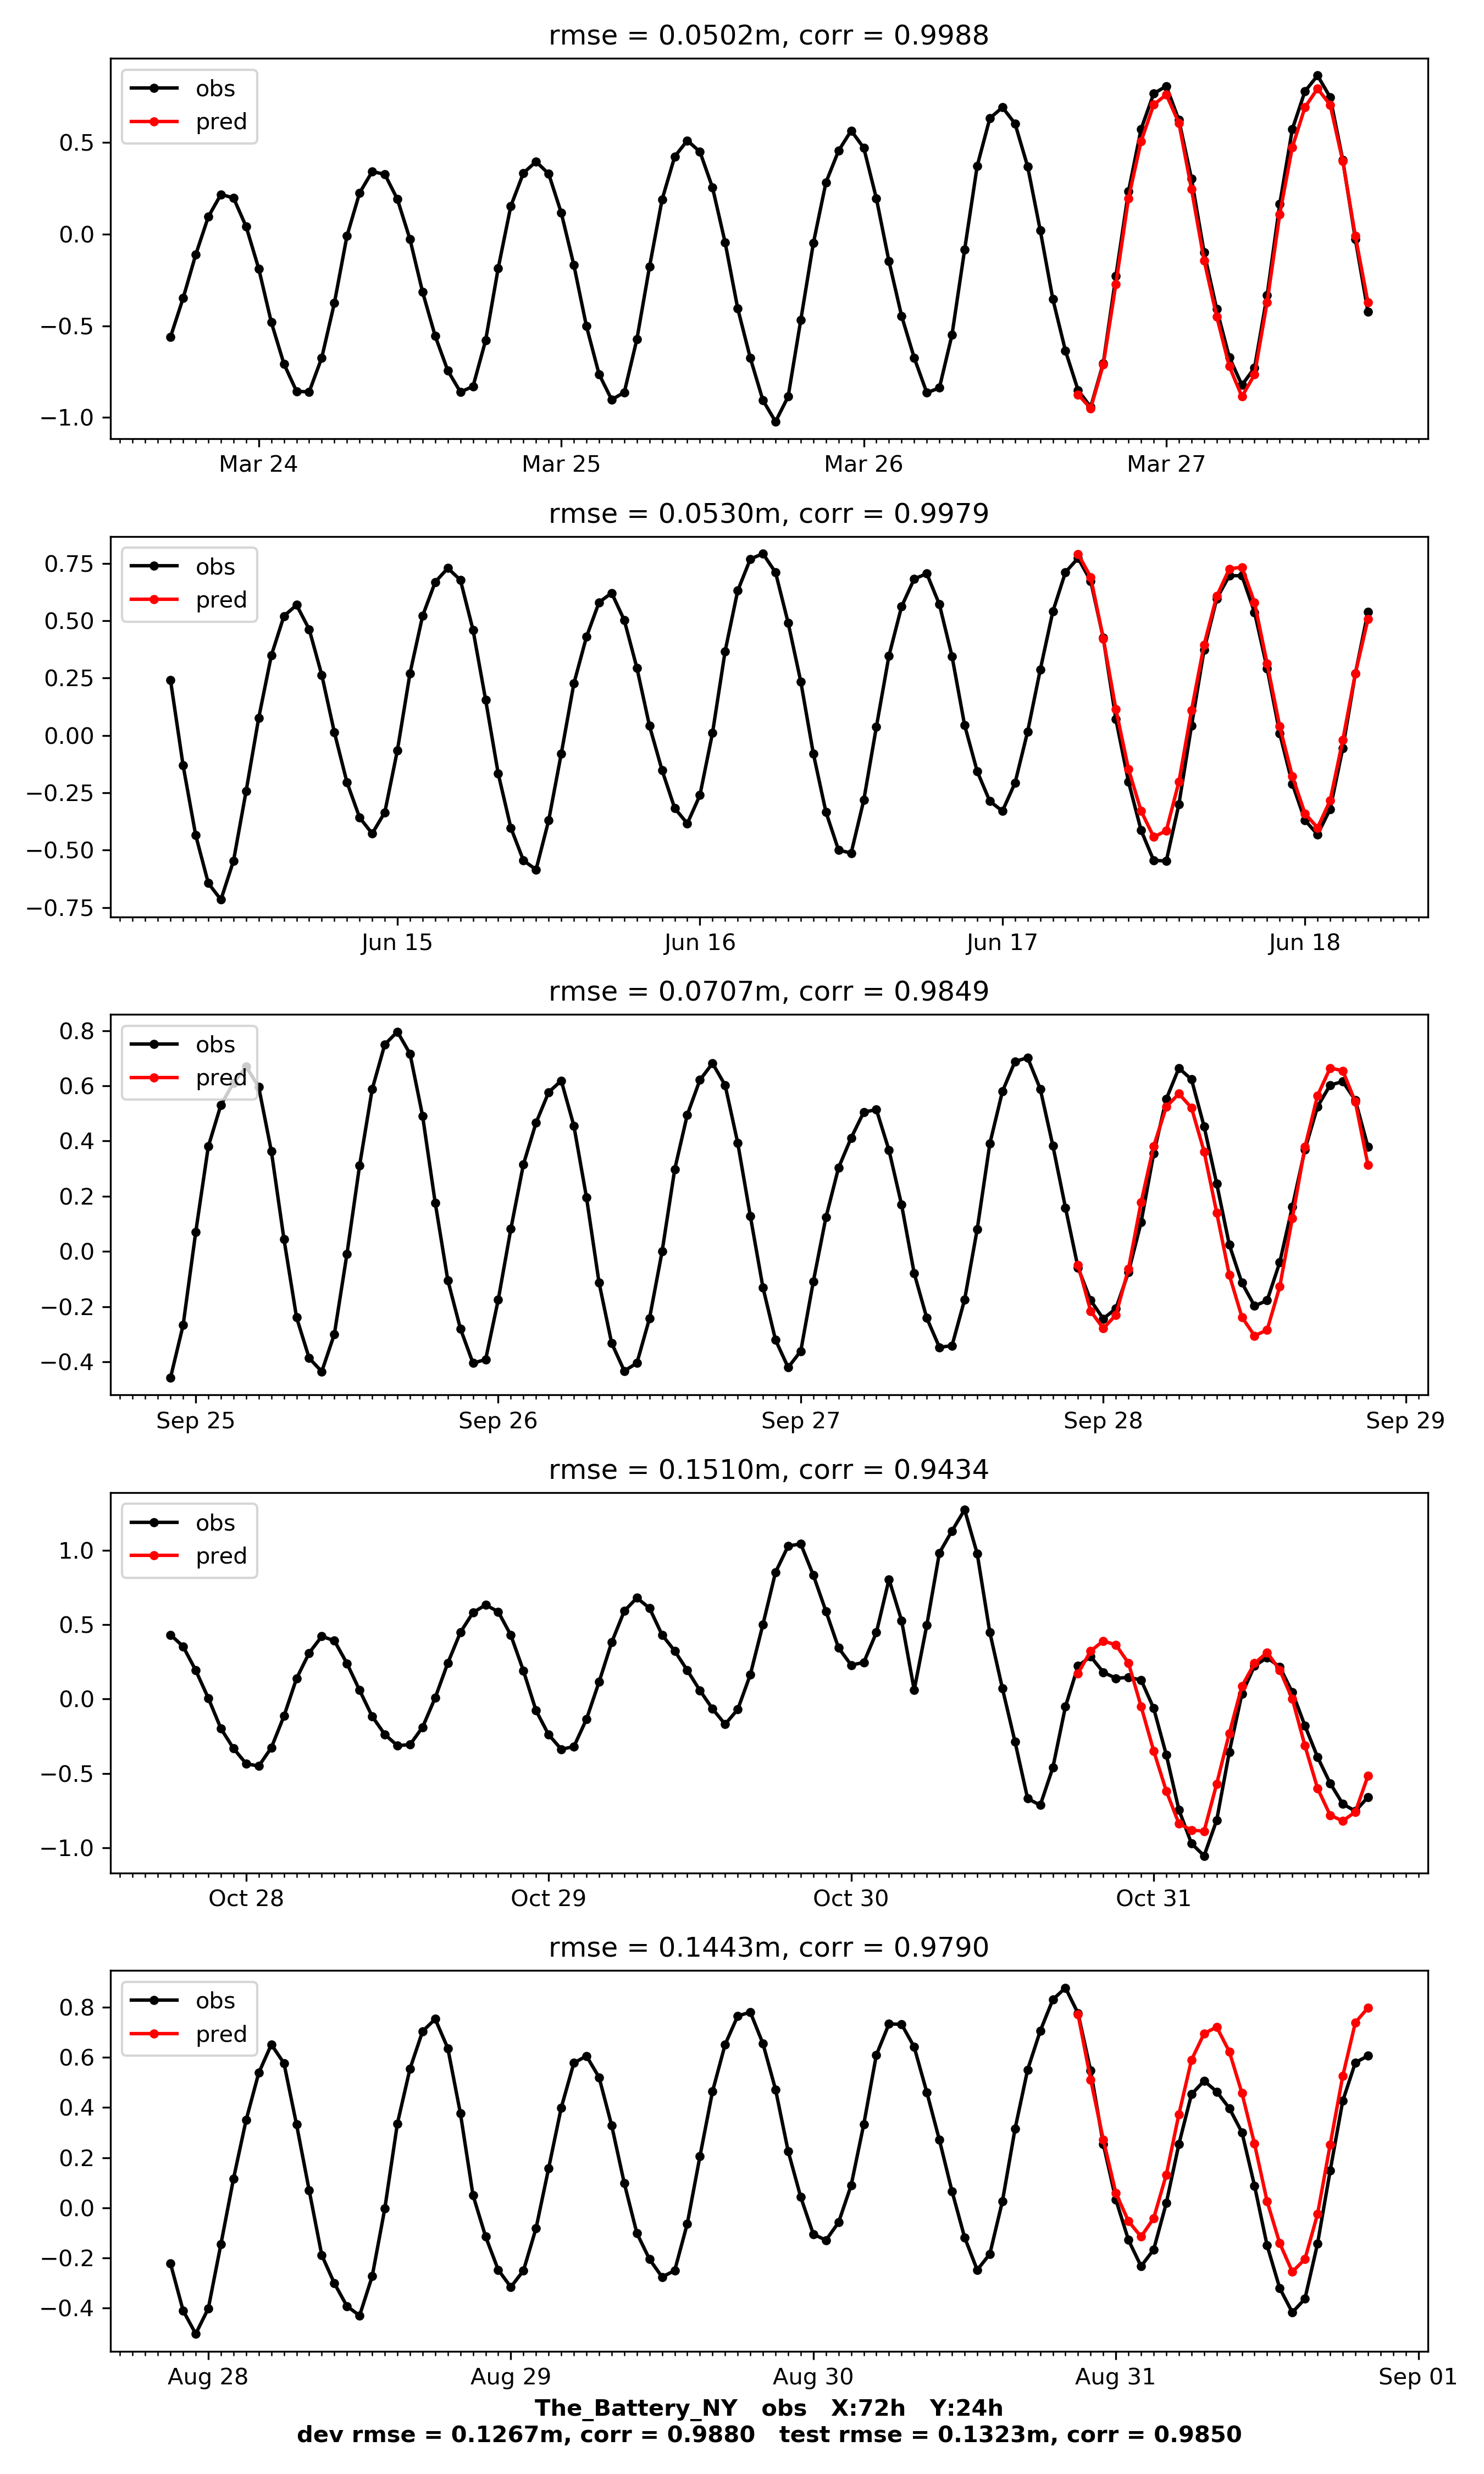 rmse = 0.0502m, corr = 0.9988
obs
pred
0.5
0.0
−0.5
−1.0
Mar 24 Mar 25 Mar 26 Mar 27
rmse = 0.0530m, corr = 0.9979
obs
pred
0.75
0.50
0.25
0.00
−0.25
−0.50
−0.75
Jun 15 Jun 16 Jun 17 Jun 18
rmse = 0.0707m, corr = 0.9849
obs
pred
0.8
0.6
0.4
0.2
0.0
−0.2
−0.4
Sep 25 Sep 26 Sep 27 Sep 28 Sep 29
rmse = 0.1510m, corr = 0.9434
obs
pred
1.0
0.5
0.0
−0.5
−1.0
Oct 28 Oct 29 Oct 30 Oct 31
rmse = 0.1443m, corr = 0.9790
obs
pred
0.8
0.6
0.4
0.2
0.0
−0.2
−0.4
Aug 28 Aug 29 Aug 30 Aug 31 Sep 01
The_Battery_NY obs X:72h Y:24h
dev rmse = 0.1267m, corr = 0.9880 test rmse = 0.1323m, corr = 0.9850